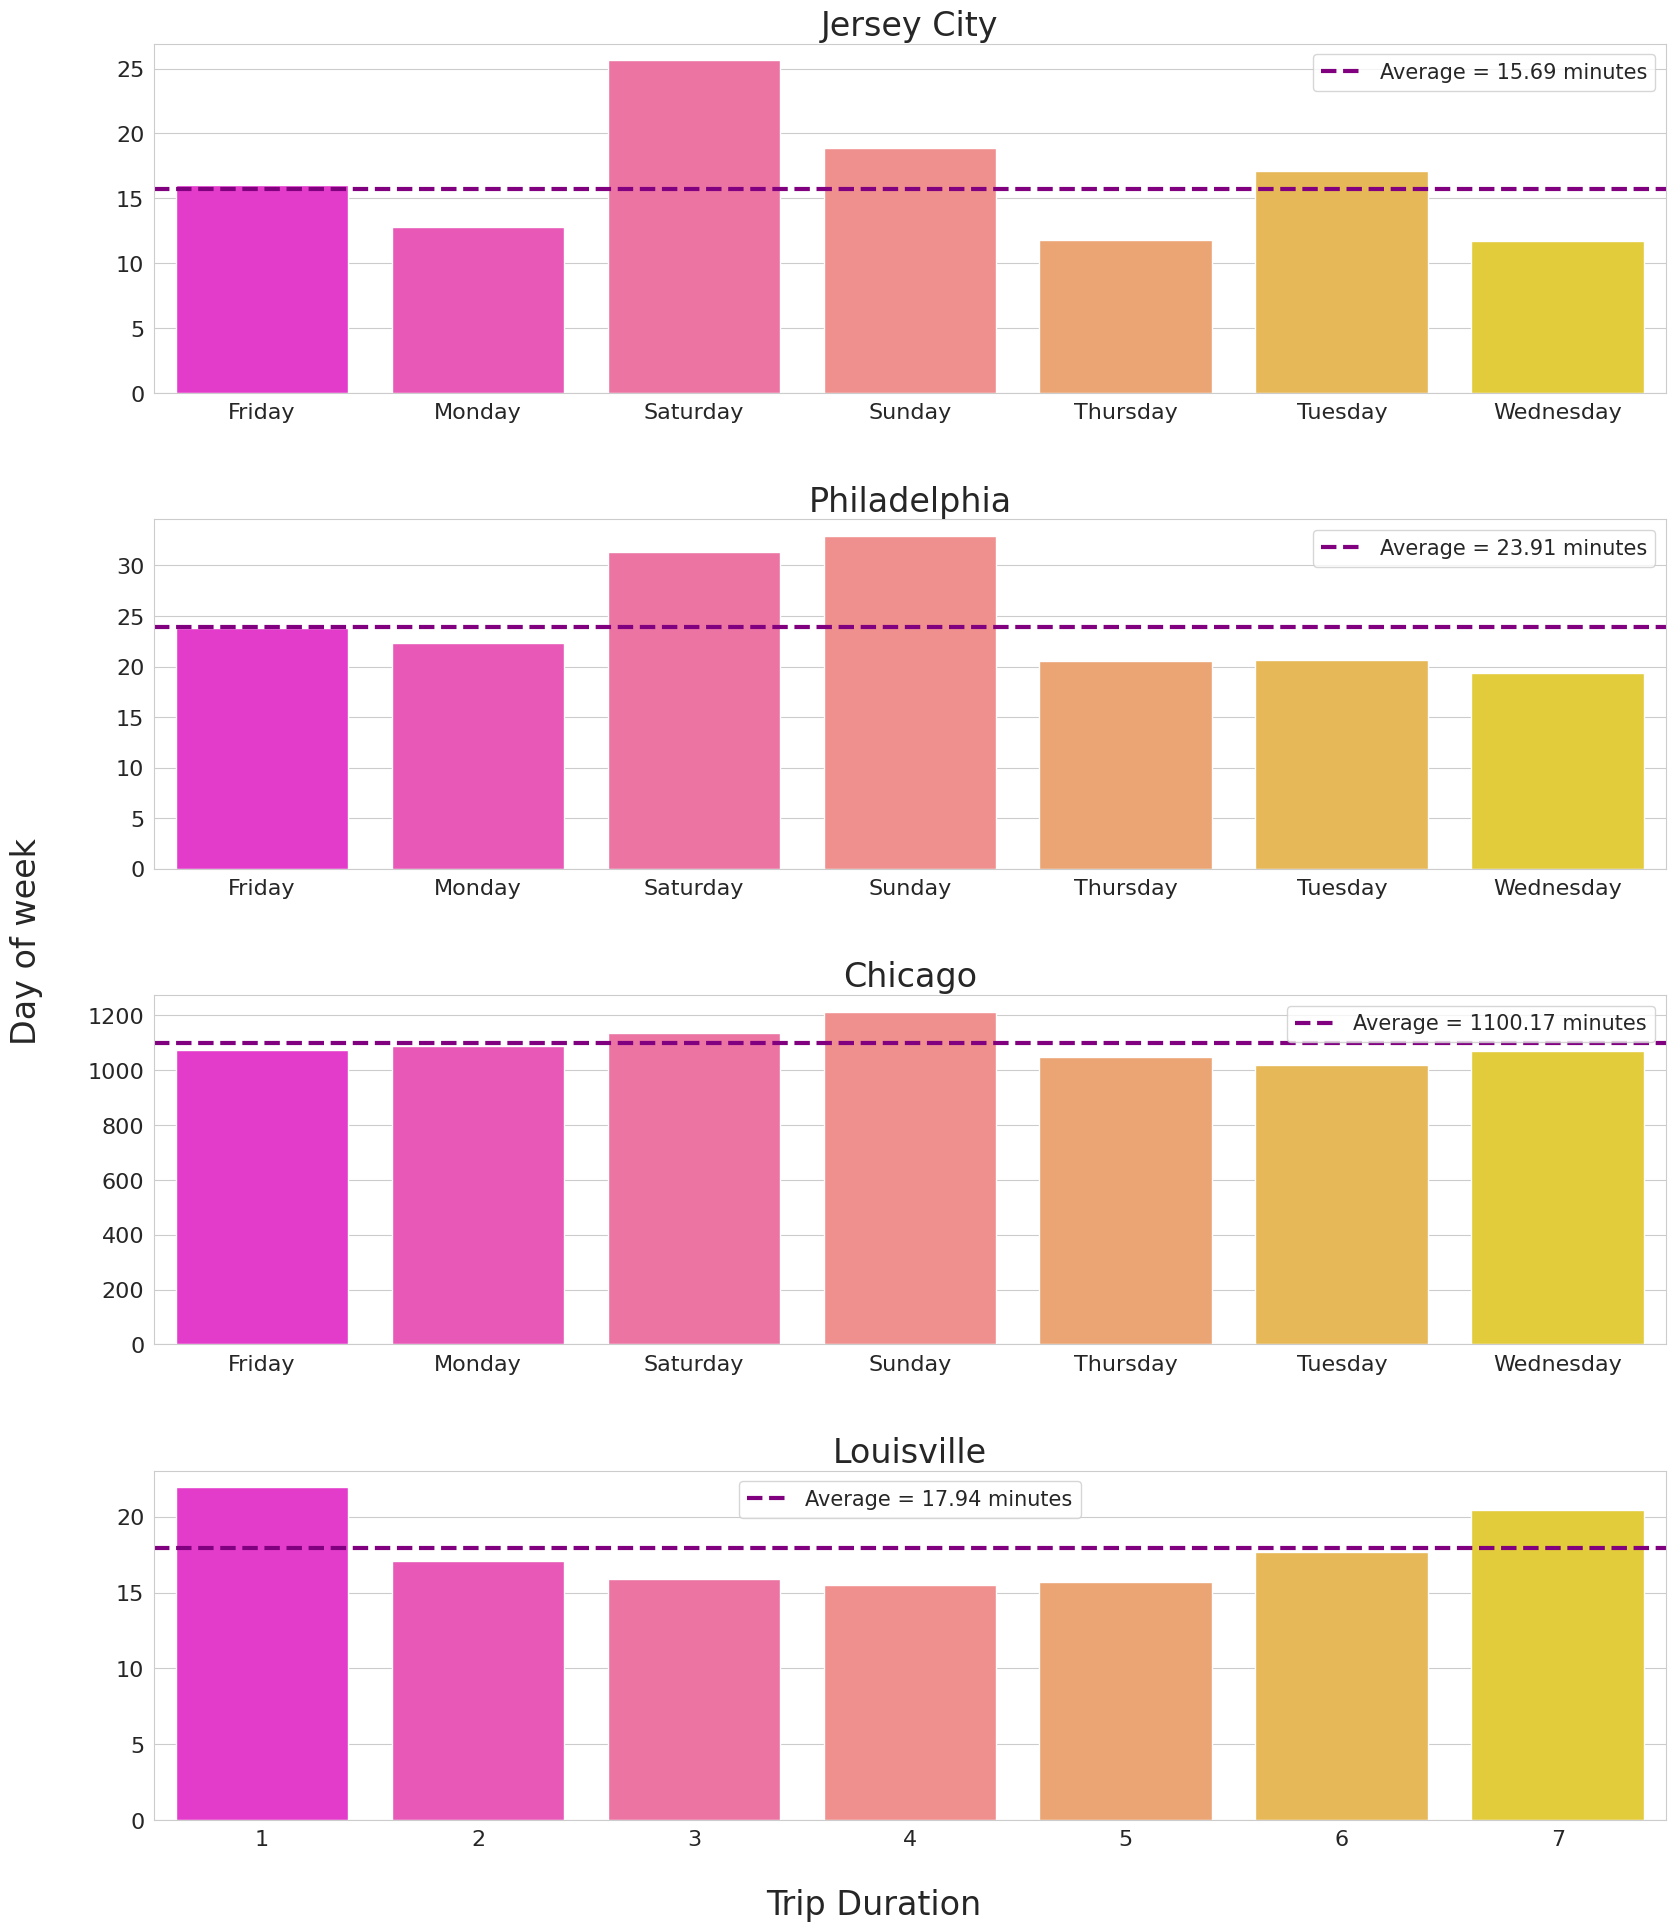 Jersey City
Average = 15.69 minutes
25
20
15
10
5
0
Friday Monday Saturday Sunday Thursday Tuesday Wednesday
Philadelphia
Average = 23.91 minutes
30
25
20
15
10
5
0
Friday Monday Saturday Sunday Thursday Tuesday Wednesday
Day of week
Chicago
Average = 1100.17 minutes
1200
1000
800
600
400
200
0
Friday Monday Saturday Sunday Thursday Tuesday Wednesday
Louisville
Average = 17.94 minutes
20
15
10
5
0
1 2 3 4 5 6 7
Trip Duration